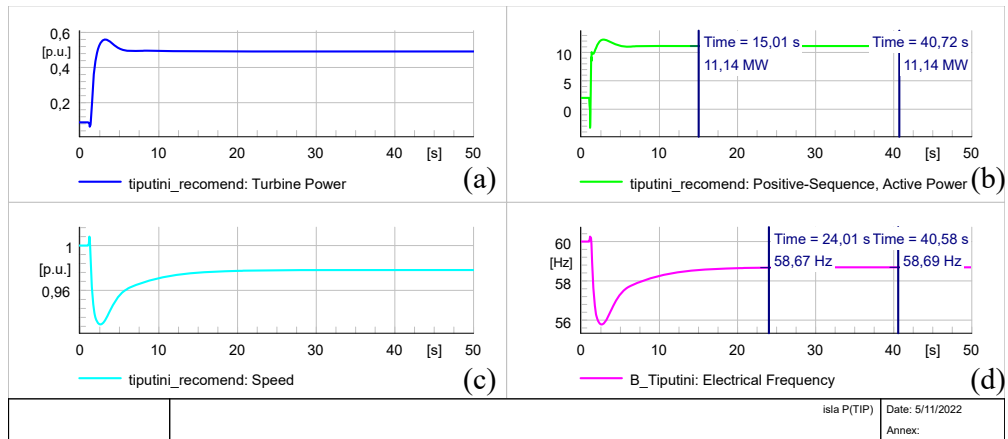 0,6
[p.u.]
0,4
0,2
0 10 20 30 40 [s] 50
tiputini_recomend: Turbine Power (a)
10
[MW]
5
0
Time = 15,01 s
11,14 MW
Time = 40,72 s
11,14 MW
0 10 20 30 40 [s] 50
tiputini_recomend: Positive-Sequence, Active Power (b)
1
[p.u.]
0,96
0 10 20 30 40 [s] 50
tiputini_recomend: Speed (c)
60
[Hz]
58
56
Time = 24,01 s
58,67 Hz
Time = 40,58 s
58,69 Hz
0 10 20 30 40 [s] 50
B_Tiputini: Electrical Frequency (d)
isla P(TIP)
Date: 5/11/2022
Annex: